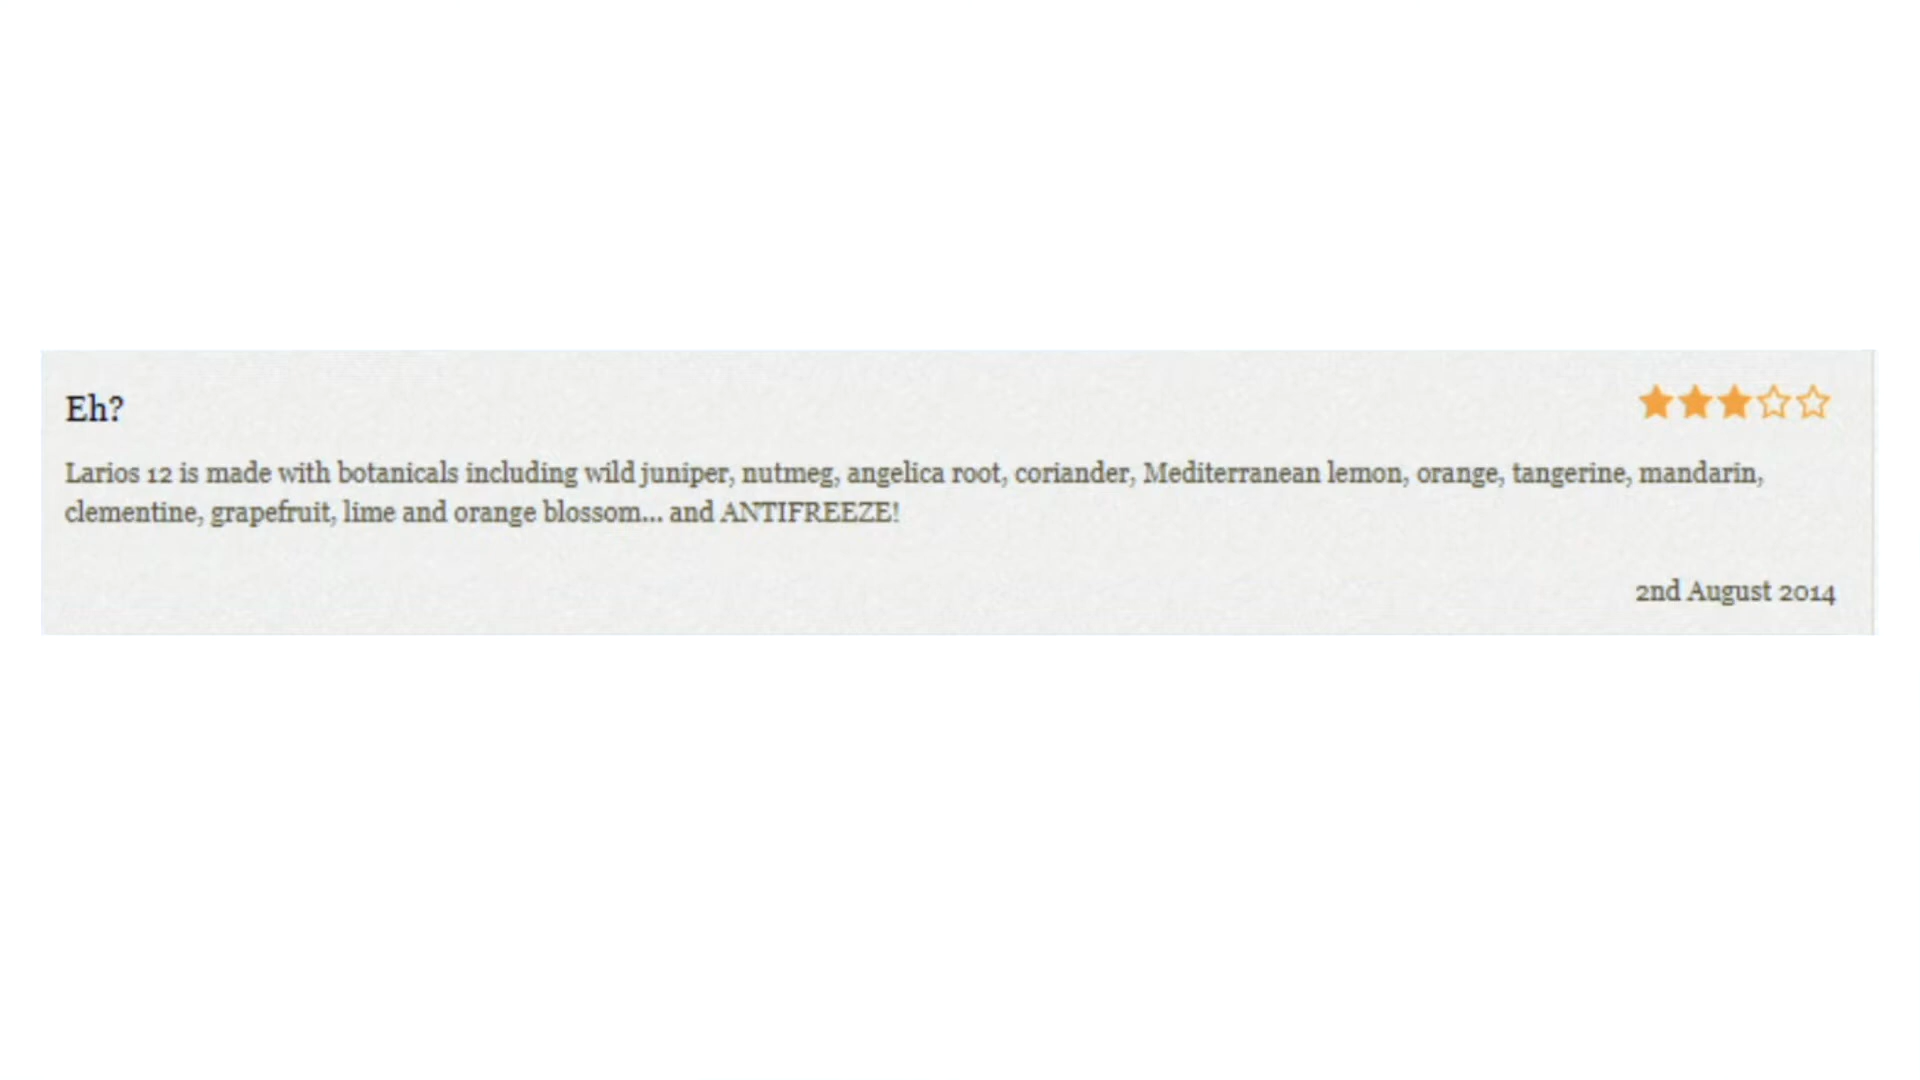 Eh?
Larios 12 is made with botanicals including wild juniper, nutmeg, angelica root, coriander, Mediterranean lemon, orange, tangerine, mandarin,
clementine, grapefruit, lime and orange blossom... and ANTIFREEZE!
2nd August 2014